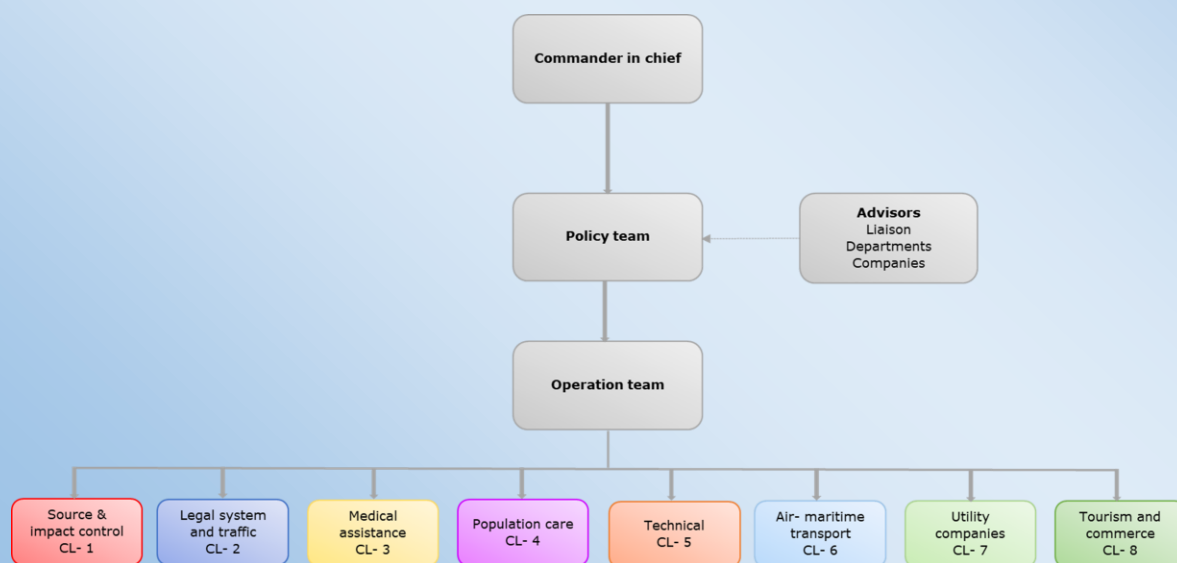 Commander in chief
Policy team
Advisors
Liaison
Departments
Companies
Operation team
Source &
impact control
CL- 1
Legal system
and traffic
CL- 2
Medical
assistance
CL- 3
Population care
CL- 4
Technical
CL- 5
Air- maritime
transport
CL- 6
Utility
companies
CL- 7
Tourism and
commerce
CL- 8